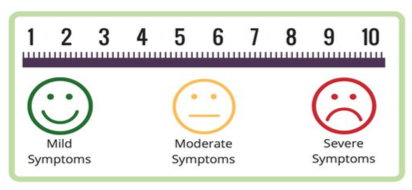 1 2 3 4 5 6 7 8 9 10
Mild Moderate Severe
Symptoms Symptoms Symptoms